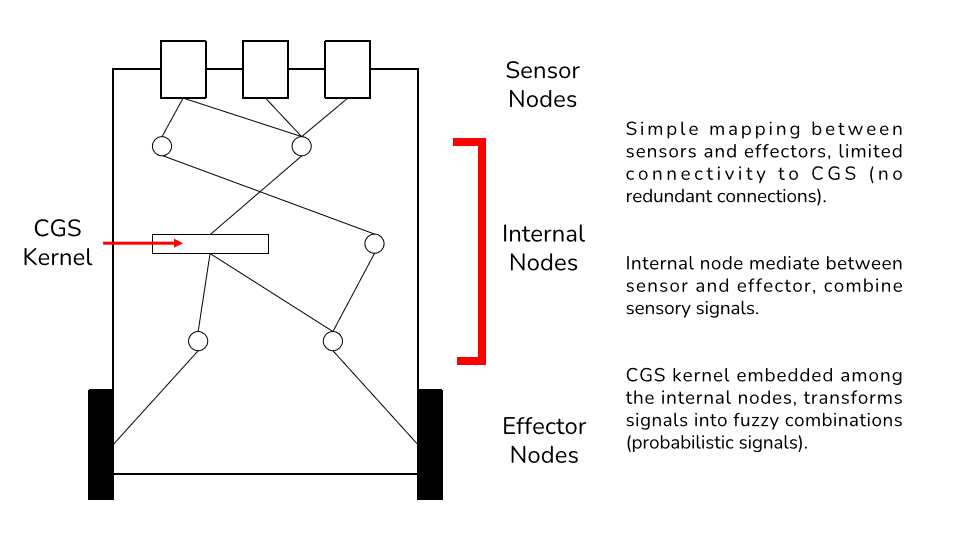 Sensor
Nodes
Simple mapping between
sensors and effectors, limited
connectivity to CGS (no
redundant connections).
CGS
Kernel
Internal
Nodes
Internal node mediate between
sensor and effector, combine
sensory signals.
CGS kernel embedded among
the internal nodes, transforms
signals into fuzzy combinations
(probabilistic signals).
Effector
Nodes